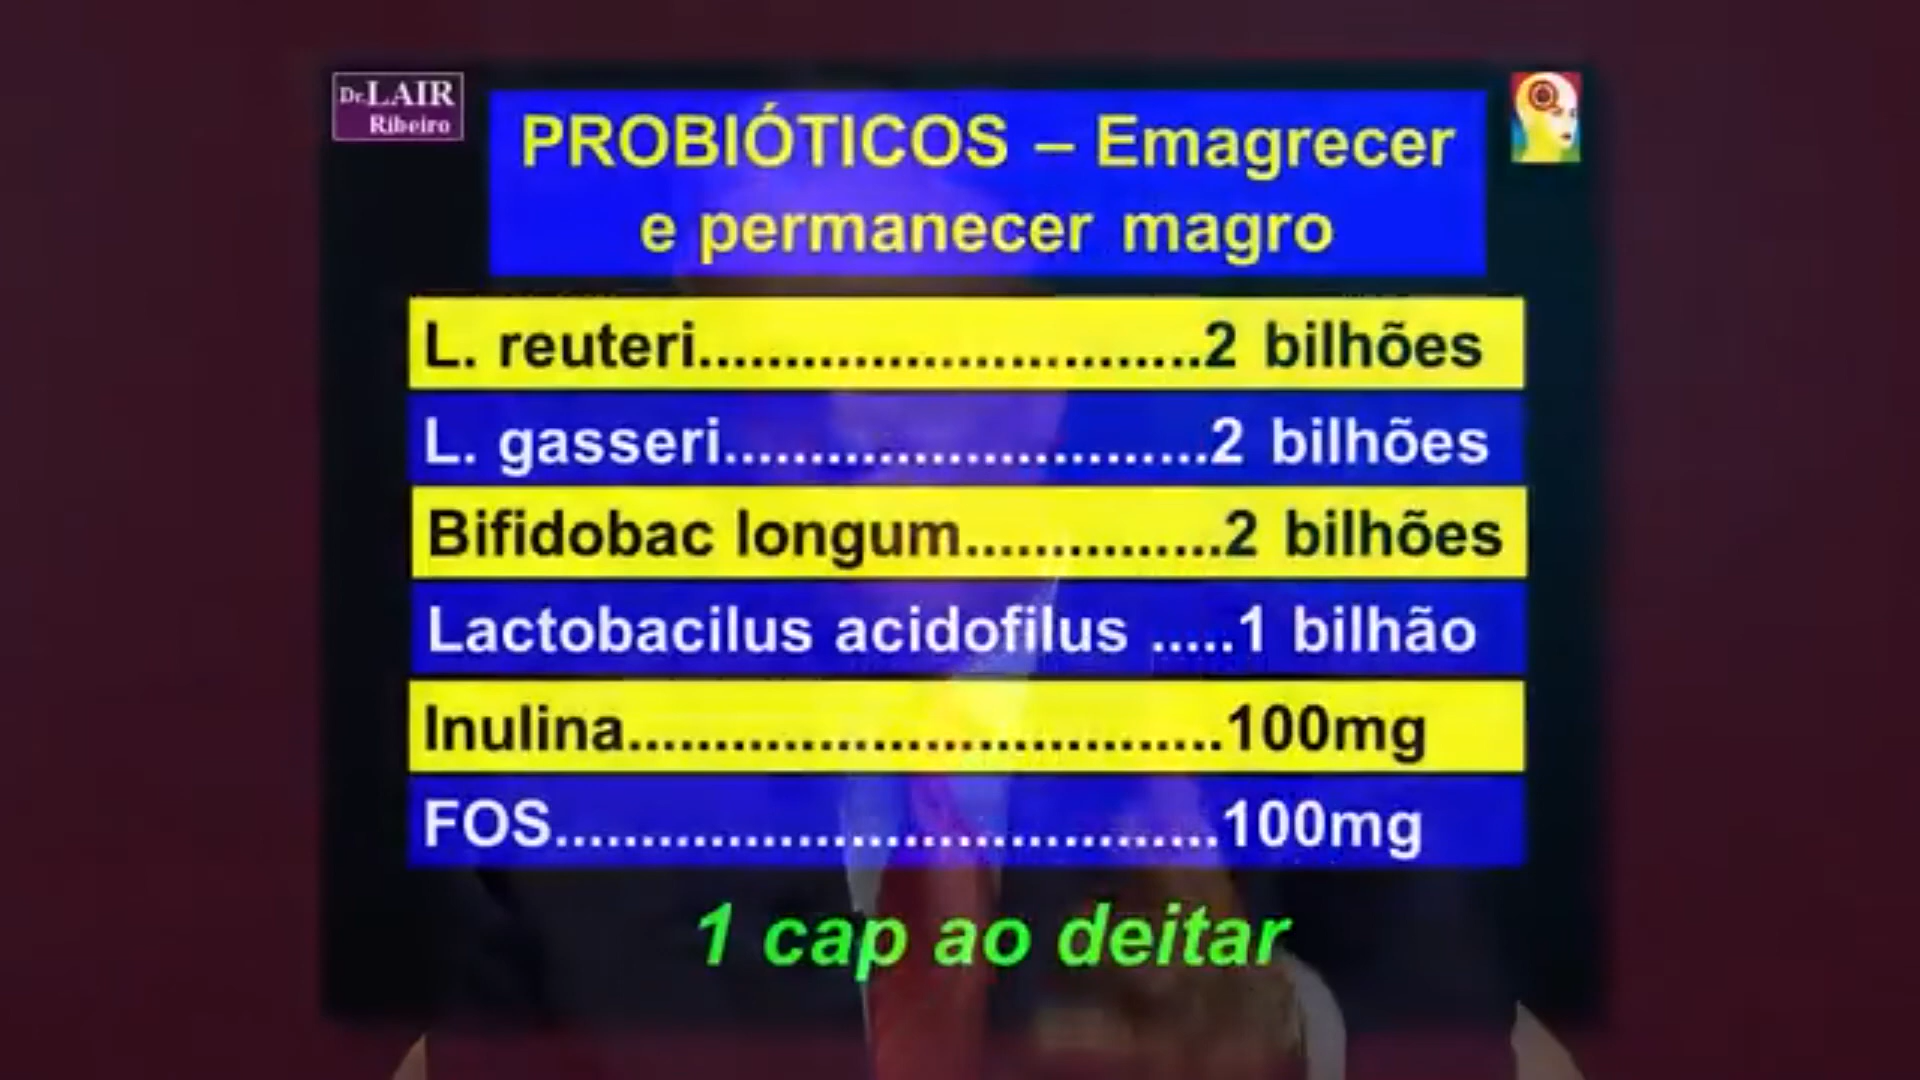 Dr. LAIR
Ribeiro
PROBIÓTICOS – Emagrecer
e permanecer magro
L. reuteri..............................2 bilhões
L. gasseri.............................2 bilhões
Bifidobac longum...............2 bilhões
Lactobacilus acidofilus .....1 bilhão
Inulina...................................100mg
FOS.......................................100mg
1 cap ao deitar